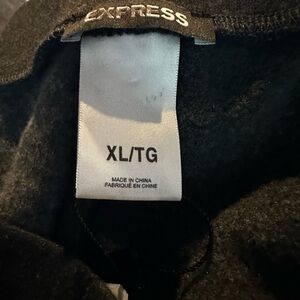 EXPRESS
XL/TG
MADE IN CHINA
FABRIQUÉ EN CHINE